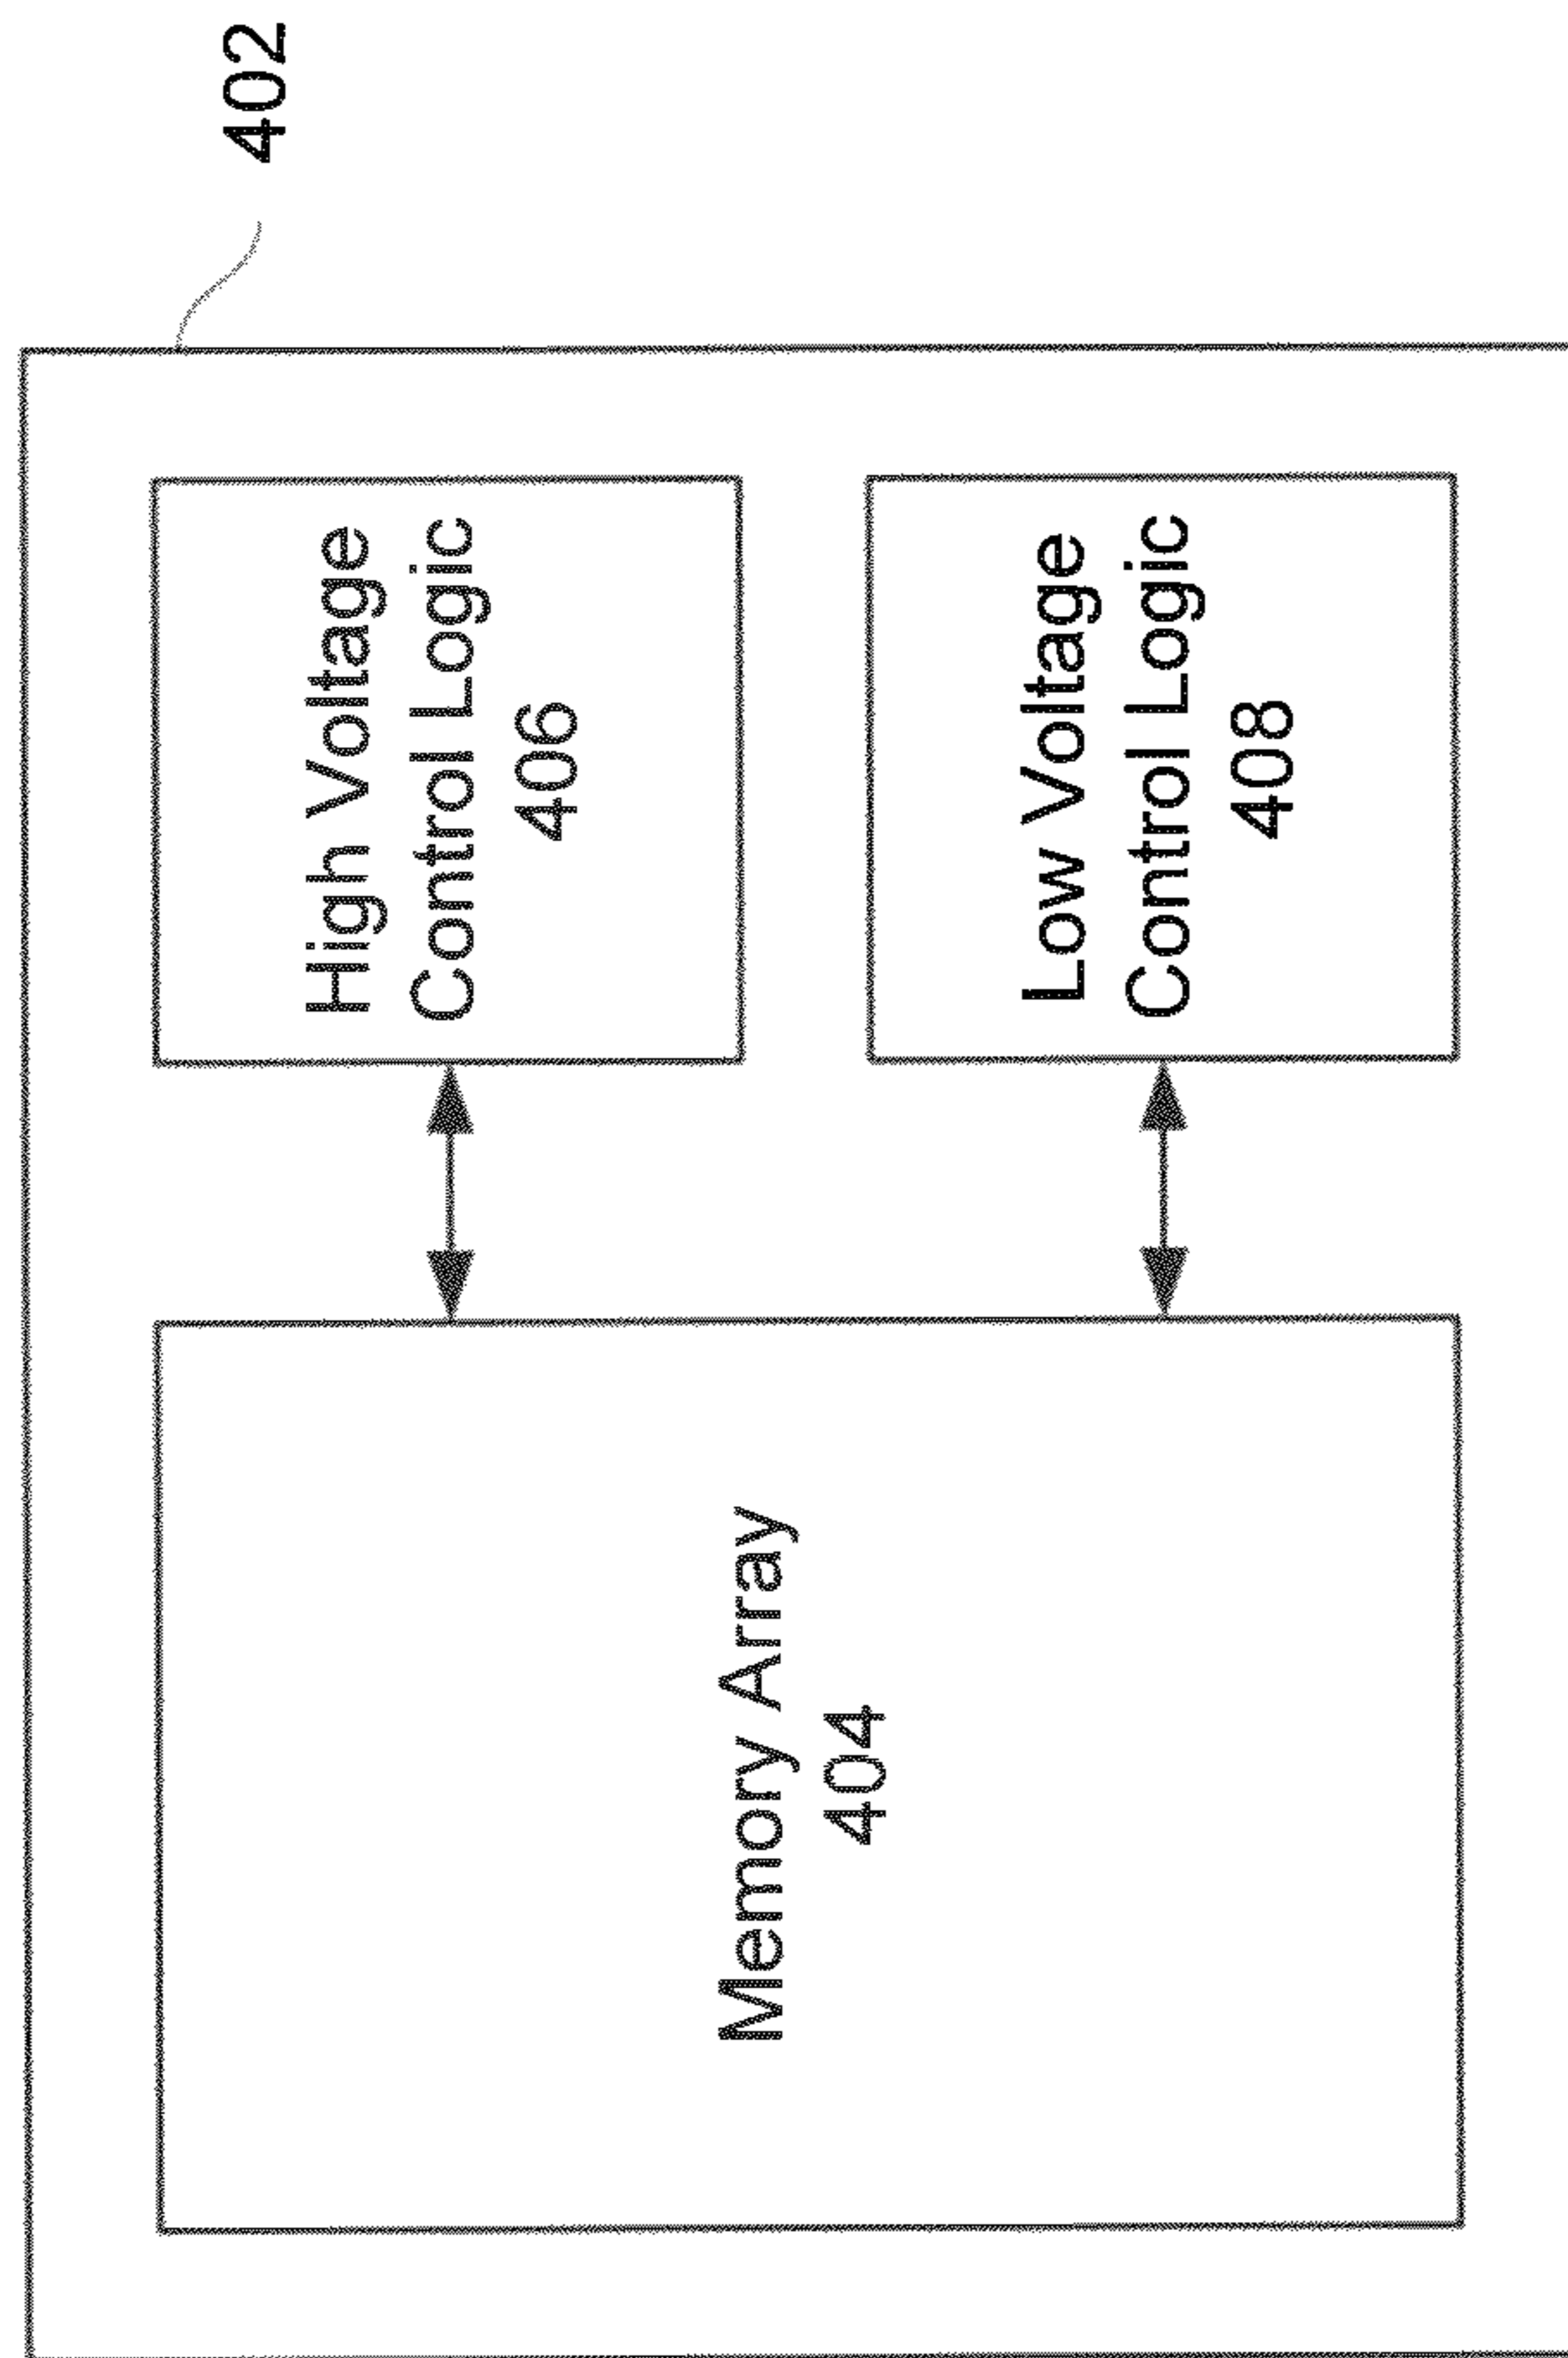 402
High Voltage
Control Logic
406
Low Voltage
Control Logic
408
Memory Array
404